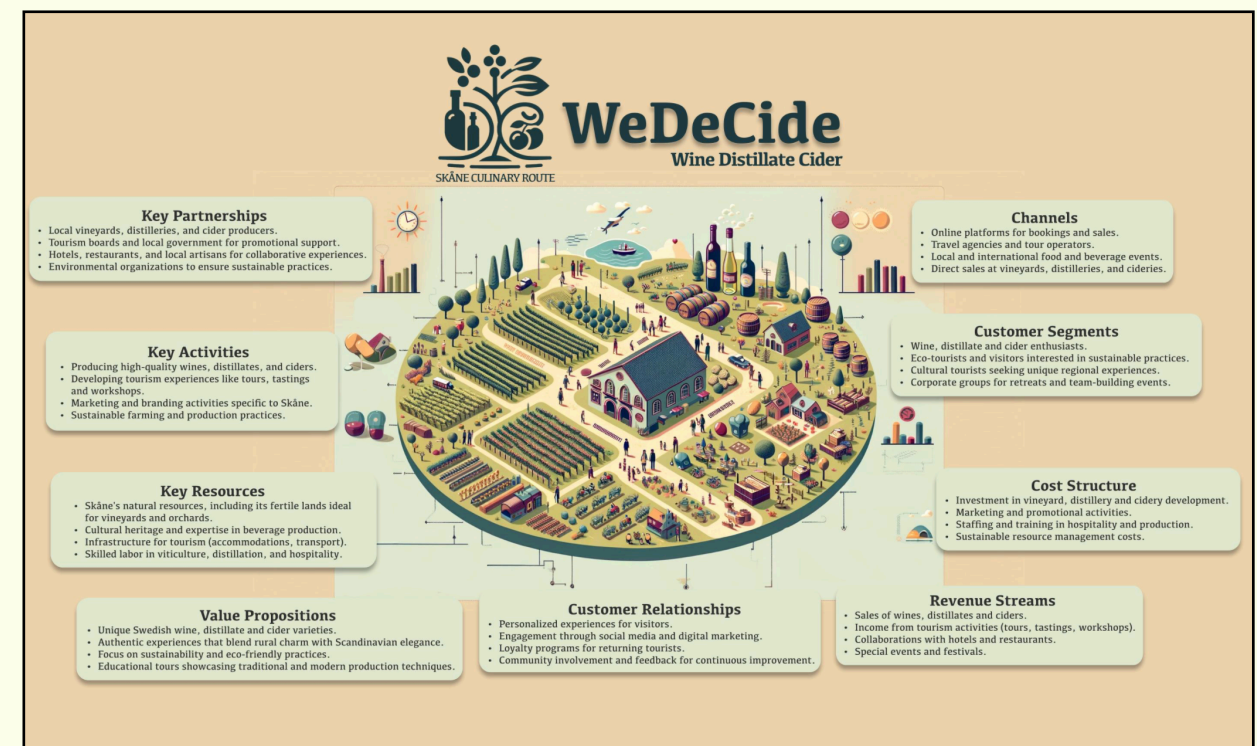 WeDeCide
Wine Distillate Cider
SKÅNE CULINARY ROUTE
Key Partnerships
• Local vineyards, distilleries, and cider producers.
• Tourism boards and local government for promotional support.
• Hotels, restaurants, and local artisans for collaborative experiences.
• Environmental organizations to ensure sustainable practices.
Key Activities
• Producing high-quality wines, distillates, and ciders.
• Developing tourism experiences like tours, tastings
and workshops.
• Marketing and branding activities specific to Skåne.
• Sustainable farming and production practices.
Key Resources
• Skåne's natural resources, including its fertile lands ideal
for vineyards and orchards.
• Cultural heritage and expertise in beverage production.
• Infrastructure for tourism (accommodations, transport).
• Skilled labor in viticulture, distillation, and hospitality.
Value Propositions
• Unique Swedish wine, distillate and cider varieties.
• Authentic experiences that blend rural charm with Scandinavian elegance.
• Focus on sustainability and eco-friendly practices.
• Educational tours showcasing traditional and modern production techniques.
Customer Relationships
• Personalized experiences for visitors.
• Engagement through social media and digital marketing.
• Loyalty programs for returning tourists.
• Community involvement and feedback for continuous improvement.
Channels
• Online platforms for bookings and sales.
• Travel agencies and tour operators.
• Local and international food and beverage events.
• Direct sales at vineyards, distilleries, and cideries.
Customer Segments
• Wine, distillate and cider enthusiasts.
• Eco-tourists and visitors interested in sustainable practices.
• Cultural tourists seeking unique regional experiences.
• Corporate groups for retreats and team-building events.
Cost Structure
• Investment in vineyard, distillery and cidery development.
• Marketing and promotional activities.
• Staffing and training in hospitality and production.
• Sustainable resource management costs.
Revenue Streams
• Sales of wines, distillates and ciders.
• Income from tourism activities (tours, tastings, workshops).
• Collaborations with hotels and restaurants.
• Special events and festivals.